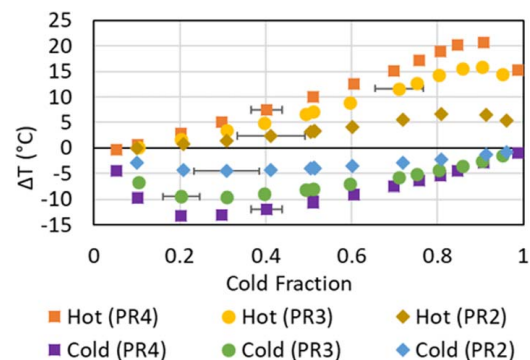 25
20
15
10
5
0
-5
-10
-15
ΔT (°C)
0 0.2 0.4 0.6 0.8 1
Cold Fraction
Hot (PR4) Hot (PR3) Hot (PR2)
Cold (PR4) Cold (PR3) Cold (PR2)